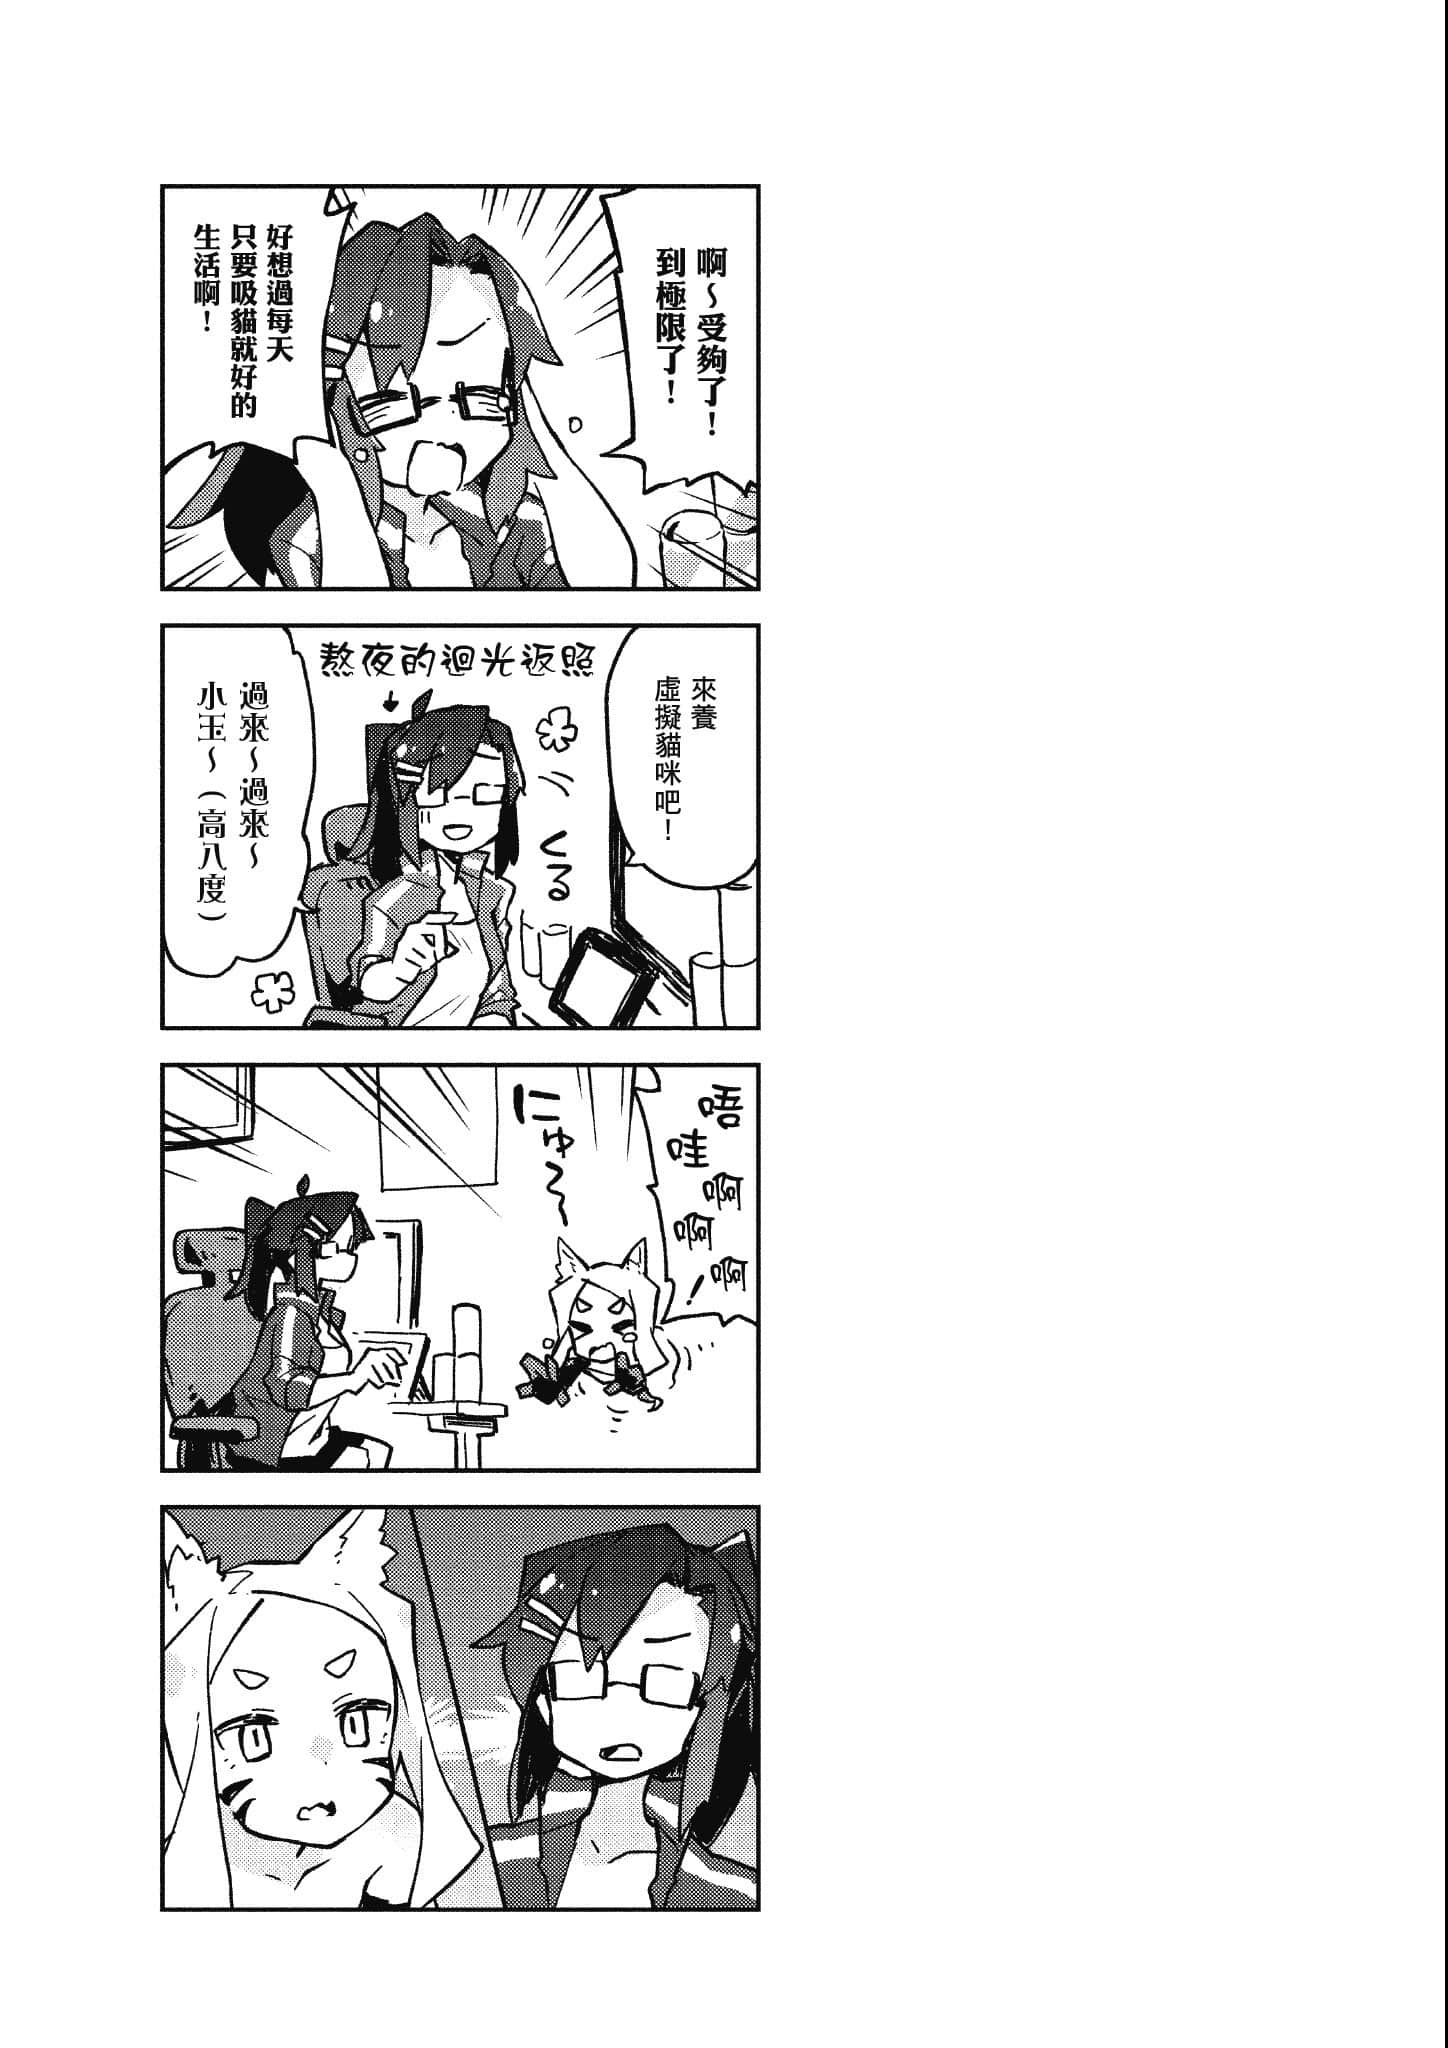 啊～受夠了！
到極限了！
好想過每天
只要吸貓就好的
生活啊！
來養
虛擬貓咪吧！
熬夜的迴光返照
くる
過來～過來～
小玉～（高八度）
唔哇啊啊啊！
にゅ～～